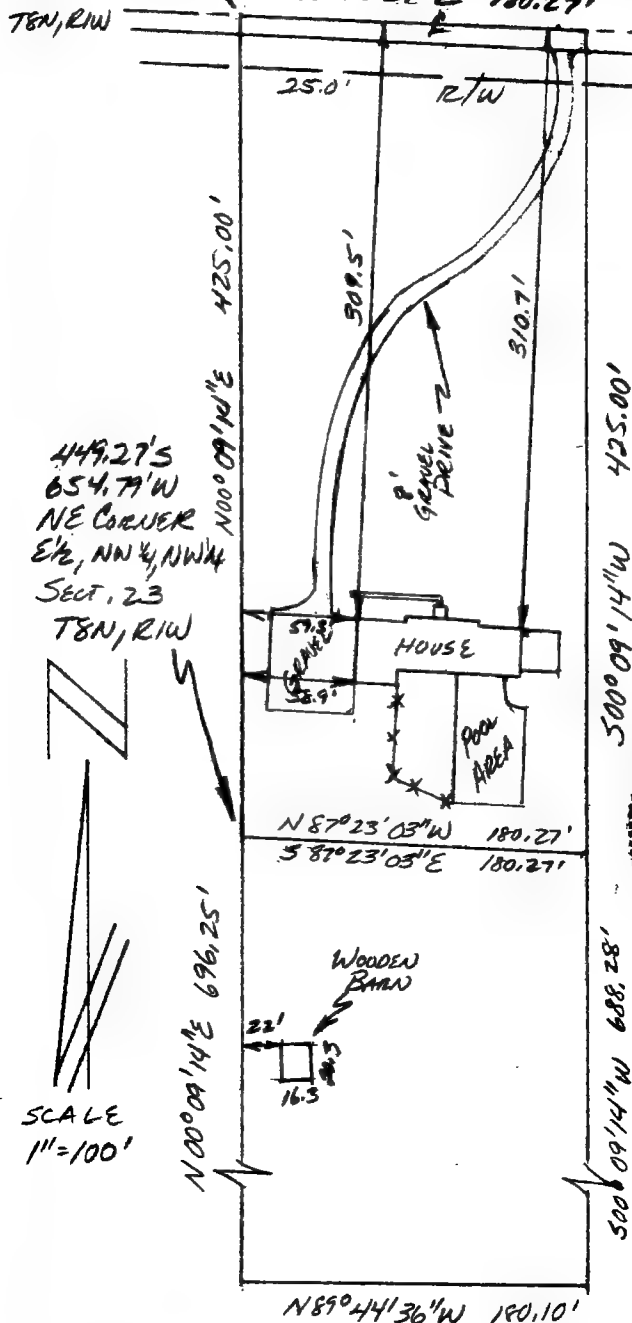 180.27'
T8N, R1W
25.0'
R/W
N00°09'14"E 425.00'
309.5'
310.7'
8'
GRAVEL
DRIVE
S00°09'14"W 425.00'
449.27'S
654.79'W
NE CORNER
E½, NW¼, NW¼
SECT. 23
T8N, R1W
GRAVEL
HOUSE
POOL
AREA
N87°23'03"W 180.27'
S87°23'03"E 180.27'
N00°09'14"E 696.25'
WOODEN
BARN
22'
16.3
S00°09'14"W 688.28'
SCALE
1"=100'
N89°44'36"W 180.10'